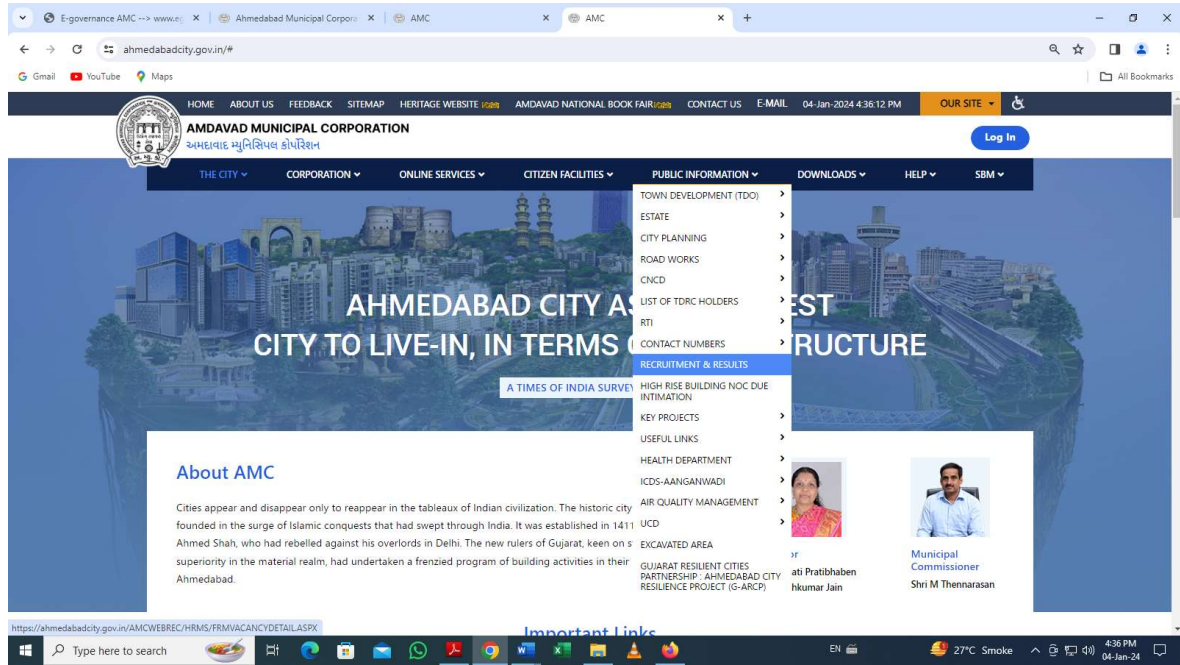 E-governance AMC --> www.eg
Ahmedabad Municipal Corpora
AMC
AMC
ahmedabadcity.gov.in/#
Gmail YouTube Maps
All Bookmarks
HOME ABOUT US FEEDBACK SITEMAP HERITAGE WEBSITE AMDAVAD NATIONAL BOOK FAIR CONTACT US E-MAIL 04-Jan-2024 4:36:12 PM OUR SITE
AMDAVAD MUNICIPAL CORPORATION
અમદાવાદ મ્યુનિસિપલ કોર્પોરેશન
Log In
THE CITY CORPORATION ONLINE SERVICES CITIZEN FACILITIES PUBLIC INFORMATION DOWNLOADS HELP SBM
TOWN DEVELOPMENT (TDO)
ESTATE
CITY PLANNING
ROAD WORKS
CNCD
LIST OF TDRC HOLDERS
RTI
CONTACT NUMBERS
RECRUITMENT & RESULTS
HIGH RISE BUILDING NOC DUE
INTIMATION
KEY PROJECTS
USEFUL LINKS
HEALTH DEPARTMENT
ICDS-AANGANWADI
AIR QUALITY MANAGEMENT
UCD
EXCAVATED AREA
GUJARAT RESILIENT CITIES
PARTNERSHIP : AHMEDABAD CITY
RESILIENCE PROJECT (G-ARCP)
AHMEDABAD CITY AS EST
CITY TO LIVE-IN, IN TERMS RUCTURE
A TIMES OF INDIA SURVEY
About AMC
Cities appear and disappear only to reappear in the tableaux of Indian civilization. The historic city
founded in the surge of Islamic conquests that had swept through India. It was established in 1411
Ahmed Shah, who had rebelled against his overlords in Delhi. The new rulers of Gujarat, keen on s
superiority in the material realm, had undertaken a frenzied program of building activities in their
Ahmedabad.
or
ati Pratibhaben
hkumar Jain
Municipal
Commissioner
Shri M Thennarasan
Important Links
https://ahmedabadcity.gov.in/AMCWEBREC/HRMS/FRMVACANCYDETAIL.ASPX
Type here to search
EN
27°C Smoke
4:36 PM
04-Jan-24